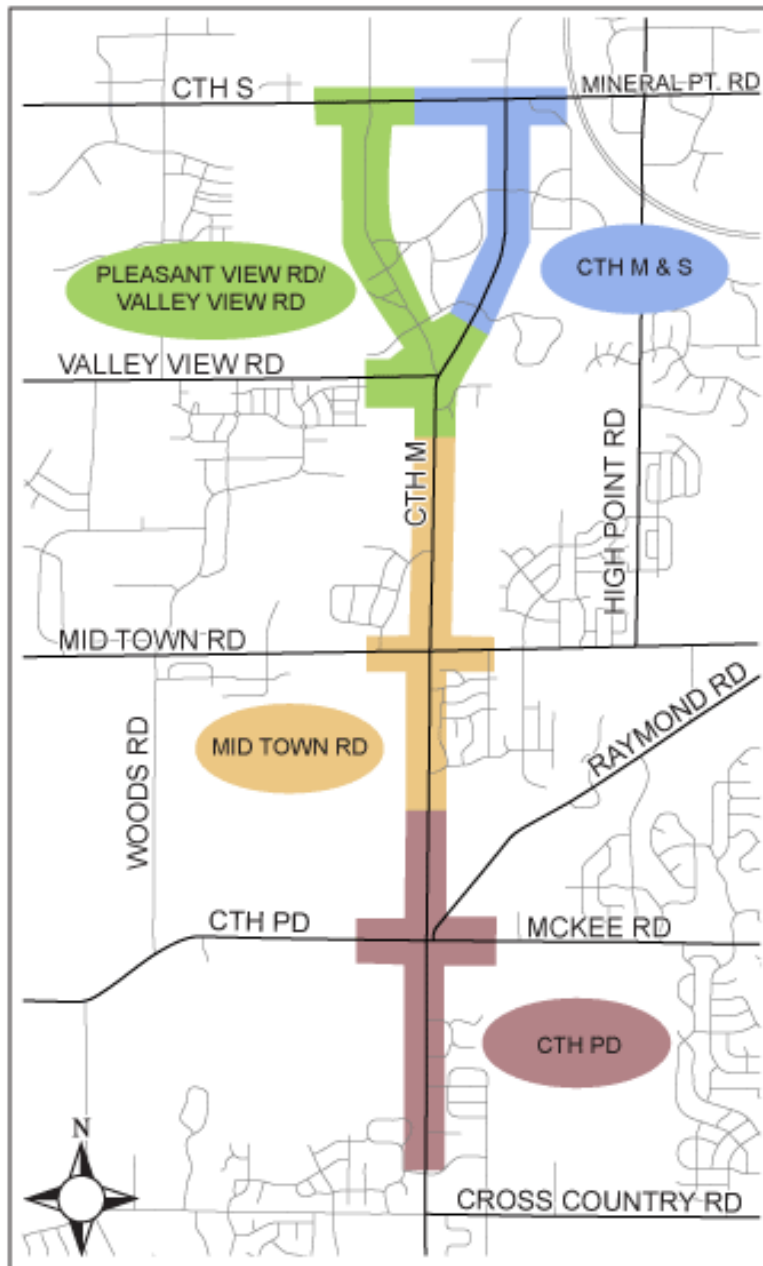 CTH S
MINERAL PT. RD
PLEASANT VIEW RD/
VALLEY VIEW RD
CTH M & S
VALLEY VIEW RD
CTH M
HIGH POINT RD
MID TOWN RD
MID TOWN RD
WOODS RD
RAYMOND RD
CTH PD
MCKEE RD
CTH PD
N
CROSS COUNTRY RD